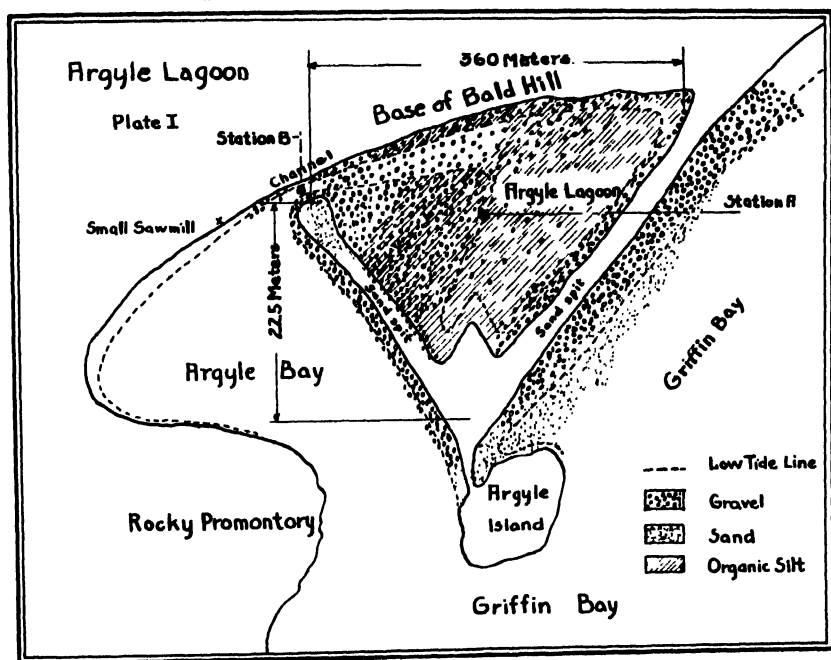 Argyle Lagoon
Plate I
360 Meters.
Base of Bald Hill
Station B
Channel
Small Sawmill x
Argyle Lagoon
Station A
225 Meters
Sand spit
Sand spit
Argyle Bay
Griffin Bay
Rocky Promontory
Argyle
Island
Griffin Bay
Low Tide Line
Gravel
Sand
Organic Silt